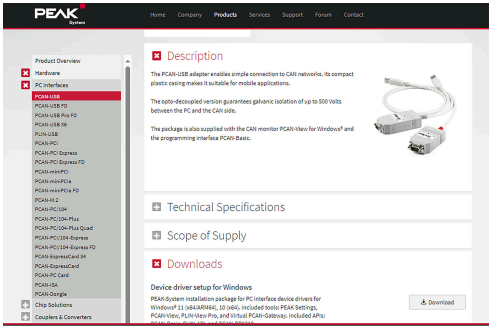 PEAK
System
Home Company Products Services Support Forum Contact
Product Overview
Hardware
PC Interfaces
PCAN-USB
PCAN-USB FD
PCAN-USB Pro FD
PCAN-USB X6
PLIN-USB
PCAN-PCI
PCAN-PCI Express
PCAN-PCI Express FD
PCAN-miniPCI
PCAN-miniPCIe
PCAN-miniPCIe FD
PCAN-M.2
PCAN-PC/104
PCAN-PC/104-Plus
PCAN-PC/104-Plus Quad
PCAN-PCI/104-Express
PCAN-PCI/104-Express FD
PCAN-ExpressCard 34
PCAN-ExpressCard
PCAN-PC Card
PCAN-ISA
PCAN-Dongle
Chip Solutions
Couplers & Converters
Description
The PCAN-USB adapter enables simple connection to CAN networks. Its compact
plastic casing makes it suitable for mobile applications.
The opto-decoupled version guarantees galvanic isolation of up to 500 Volts
between the PC and the CAN side.
The package is also supplied with the CAN monitor PCAN-View for Windows® and
the programming interface PCAN-Basic.
Technical Specifications
Scope of Supply
Downloads
Device driver setup for Windows
PEAK-System installation package for PC interface device drivers for
Windows® 11 (x64/ARM64), 10 (x64). Included tools: PEAK Settings,
PCAN-View, PLIN-View Pro, and Virtual PCAN-Gateway. Included APIs:
Download